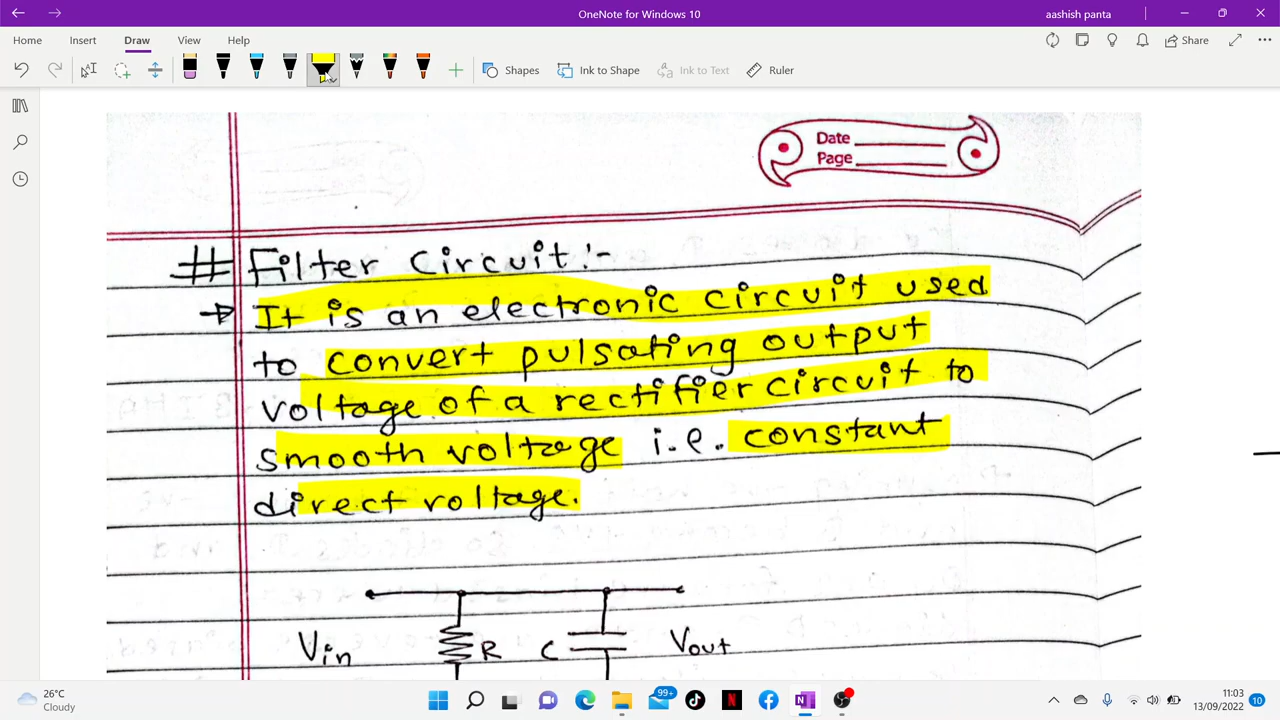 OneNote for Windows 10
aashish panta
Home Insert Draw View Help
Share
Shapes
Ink to Shape
Ink to Text
Ruler
Date
Page
# Filter Circuit :-
→ It is an electronic circuit used
to convert pulsating output
voltage of a rectifier circuit to
smooth voltage i.e. constant
direct voltage.
Vin R C Vout
26°C
Cloudy
99+
11:03
13/09/2022
10